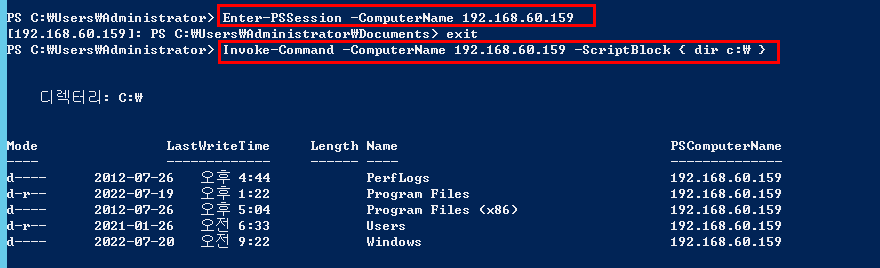 PS C:₩Users₩Administrator> Enter-PSSession -ComputerName 192.168.60.159
[192.168.60.159]: PS C:₩Users₩Administrator₩Documents> exit
PS C:₩Users₩Administrator> Invoke-Command -ComputerName 192.168.60.159 -ScriptBlock { dir c:₩ }
디렉터리: C:₩
Mode LastWriteTime Length Name PSComputerName
---- ------------- ------ ---- --------------
d---- 2012-07-26 오후 4:44 PerfLogs 192.168.60.159
d-r-- 2022-07-19 오후 1:22 Program Files 192.168.60.159
d---- 2012-07-26 오후 5:04 Program Files (x86) 192.168.60.159
d-r-- 2021-01-26 오전 6:33 Users 192.168.60.159
d---- 2022-07-20 오전 9:22 Windows 192.168.60.159